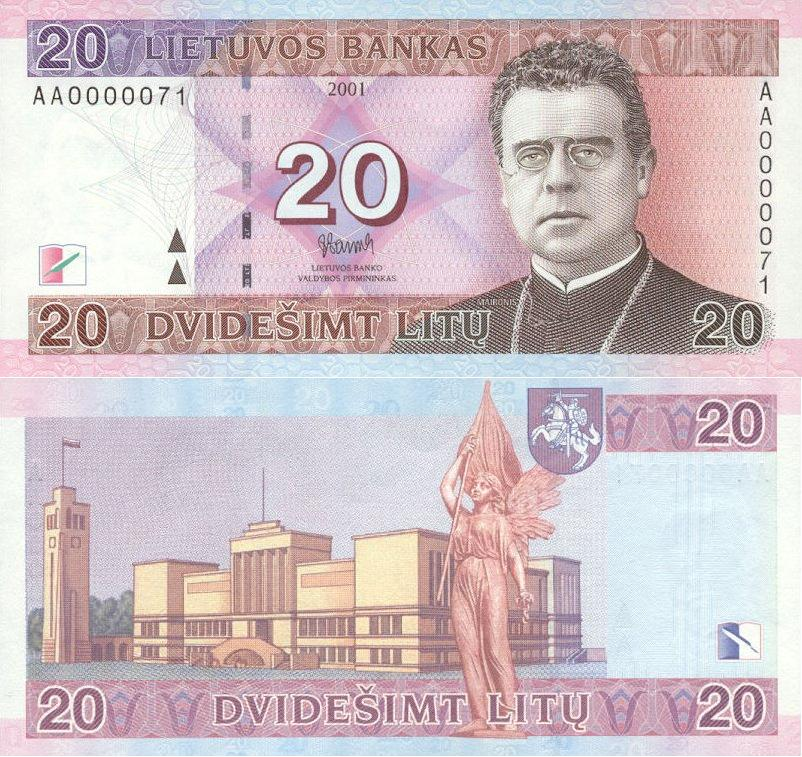 20 LIETUVOS BANKAS
AA0000071
2001
AA0000071
20
LIETUVOS BANKO
VALDYBOS PIRMININKAS
MAIRONIS
20 DVIDEŠIMT LITŲ 20
20
20 DVIDEŠIMT LITŲ 20